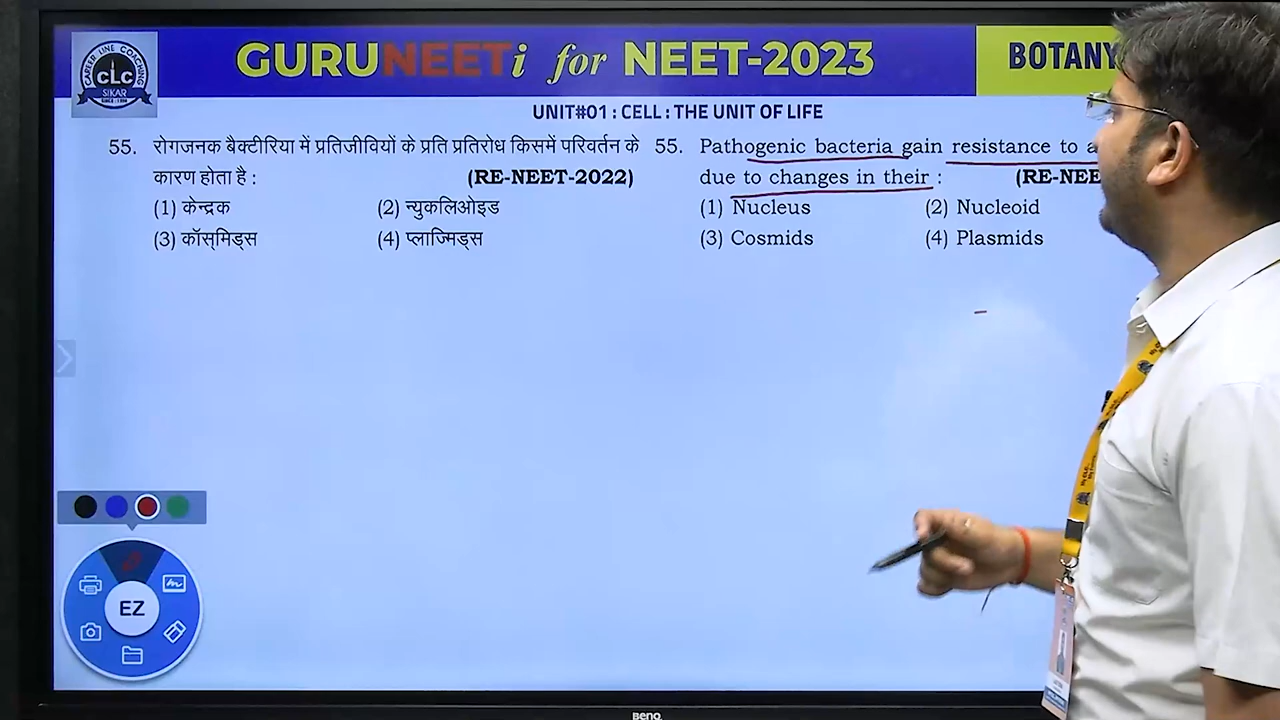 GURUNEETi for NEET-2023
BOTANY
CAREER LINE COACHING
CLC
SIKAR
SINCE : 1996
UNIT#01 : CELL : THE UNIT OF LIFE
55. रोगजनक बैक्टीरिया में प्रतिजीवियों के प्रति प्रतिरोध किसमें परिवर्तन के
कारण होता है : (RE-NEET-2022)
(1) केन्द्रक (2) न्युकलिओइड
(3) कॉस्मिड्स (4) प्लाज्मिड्स
55. Pathogenic bacteria gain resistance to
due to changes in their : (RE-NEE
(1) Nucleus (2) Nucleoid
(3) Cosmids (4) Plasmids
EZ
BenQ